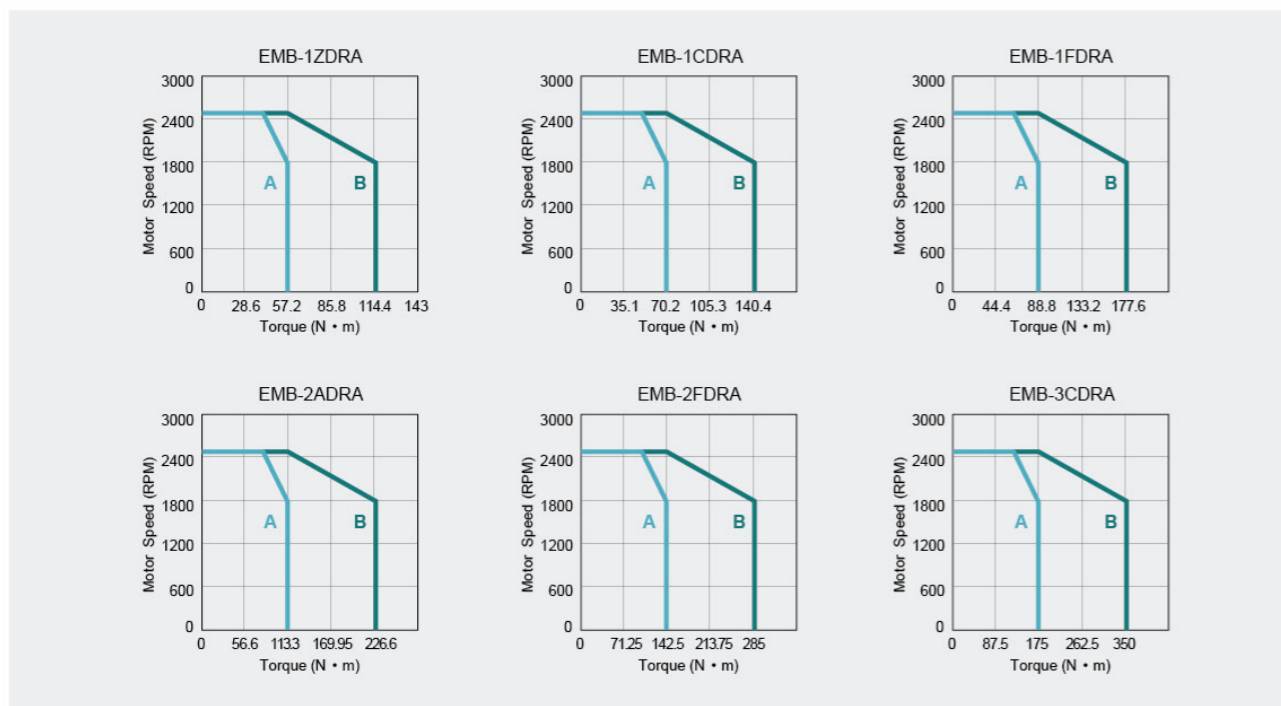 EMB-1ZDRA
3000
2400
1800
1200
600
0
Motor Speed (RPM)
A
B
0 28.6 57.2 85.8 114.4 143
Torque (N・m)
EMB-1CDRA
3000
2400
1800
1200
600
0
Motor Speed (RPM)
A
B
0 35.1 70.2 105.3 140.4
Torque (N・m)
EMB-1FDRA
3000
2400
1800
1200
600
0
Motor Speed (RPM)
A
B
0 44.4 88.8 133.2 177.6
Torque (N・m)
EMB-2ADRA
3000
2400
1800
1200
600
0
Motor Speed (RPM)
A
B
0 56.6 113.3 169.95 226.6
Torque (N・m)
EMB-2FDRA
3000
2400
1800
1200
600
0
Motor Speed (RPM)
A
B
0 71.25 142.5 213.75 285
Torque (N・m)
EMB-3CDRA
3000
2400
1800
1200
600
0
Motor Speed (RPM)
A
B
0 87.5 175 262.5 350
Torque (N・m)